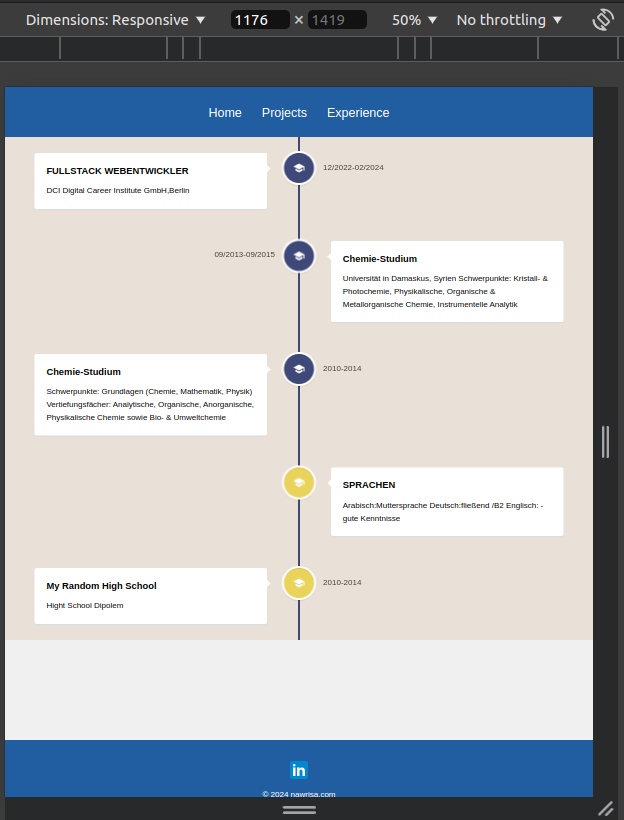 Dimensions: Responsive ▼ 1176 × 1419 50% ▼ No throttling ▼
Home Projects Experience
FULLSTACK WEBENTWICKLER
DCI Digital Career Institute GmbH,Berlin
12/2022-02/2024
09/2013-09/2015
Chemie-Studium
Universität in Damaskus, Syrien Schwerpunkte: Kristall- &
Photochemie, Physikalische, Organische &
Metallorganische Chemie, Instrumentelle Analytik
Chemie-Studium
Schwerpunkte: Grundlagen (Chemie, Mathematik, Physik)
Vertiefungsfächer: Analytische, Organische, Anorganische,
Physikalische Chemie sowie Bio- & Umweltchemie
2010-2014
SPRACHEN
Arabisch:Muttersprache Deutsch:fließend /B2 Englisch: -
gute Kenntnisse
My Random High School
Hight School Dipolem
2010-2014
in
© 2024 nawrisa.com